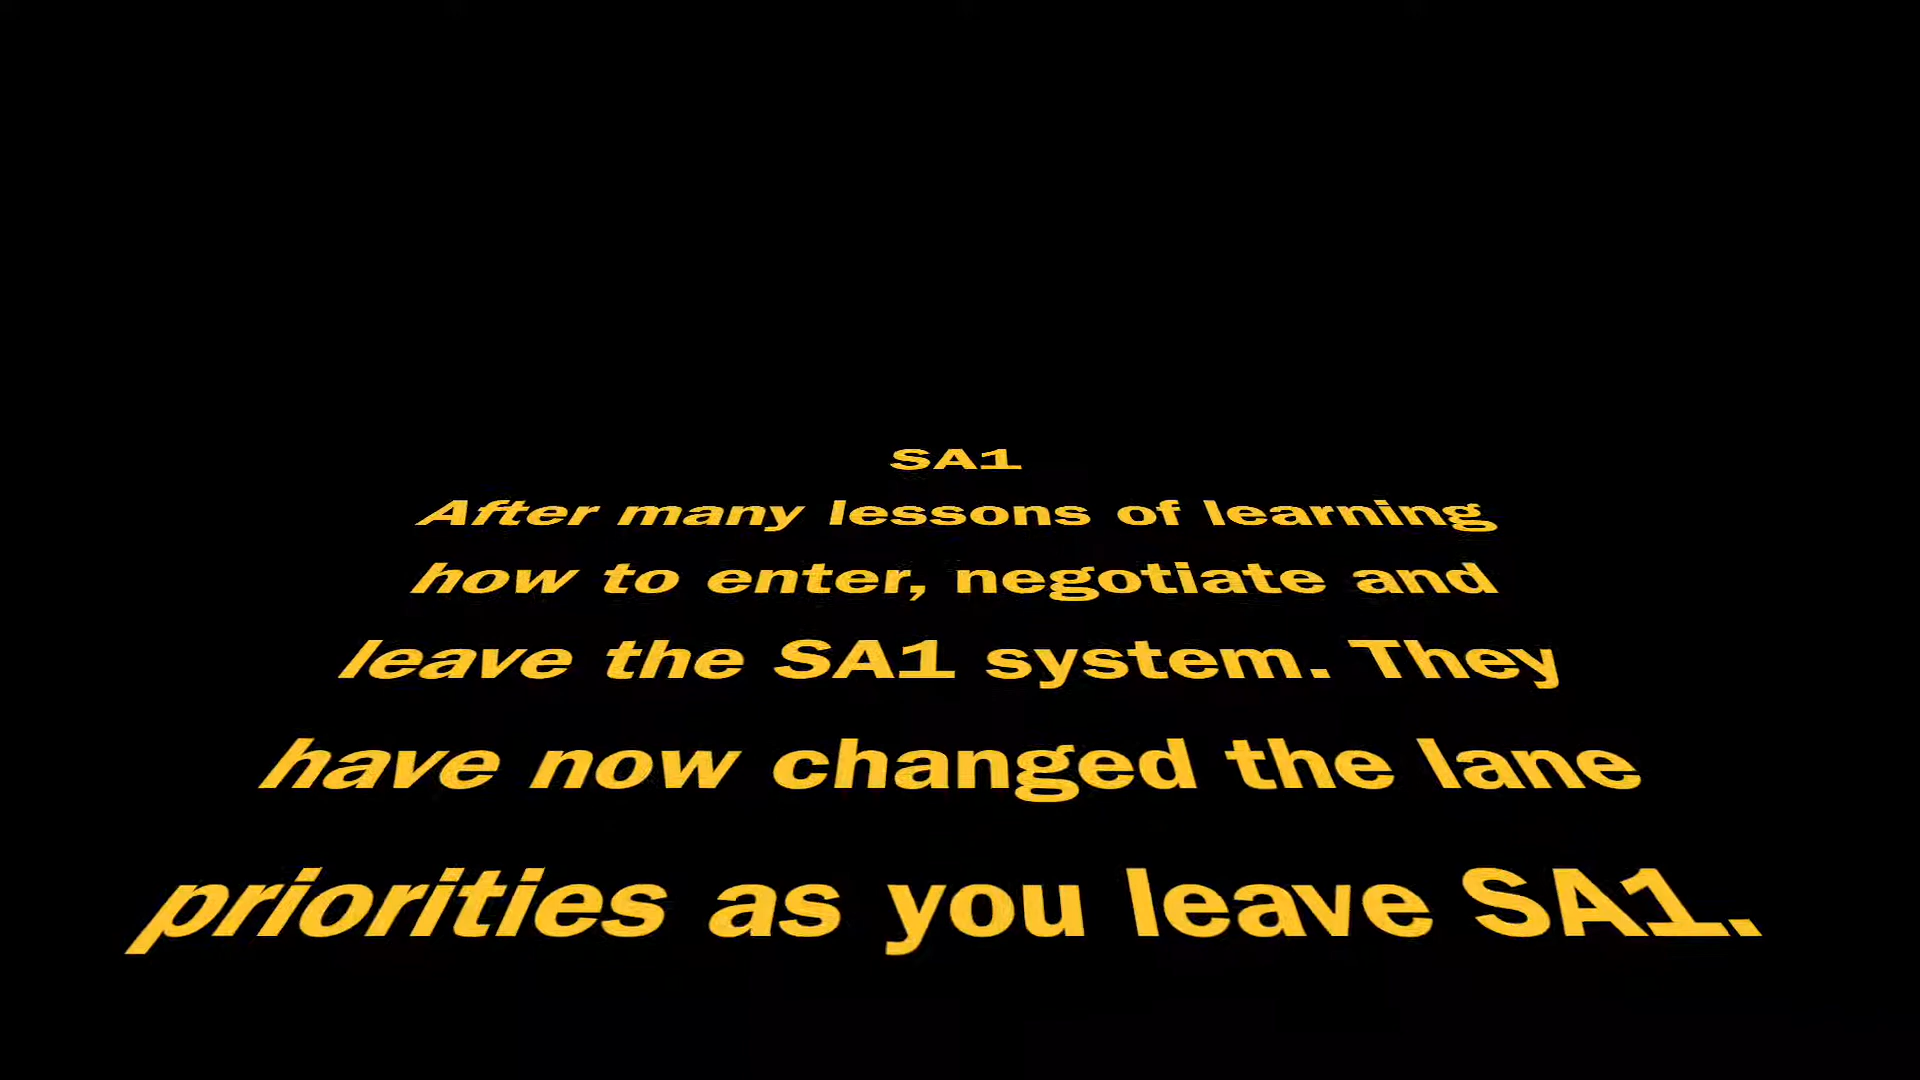 SA1
After many lessons of learning
how to enter, negotiate and
leave the SA1 system. They
have now changed the lane
priorities as you leave SA1.